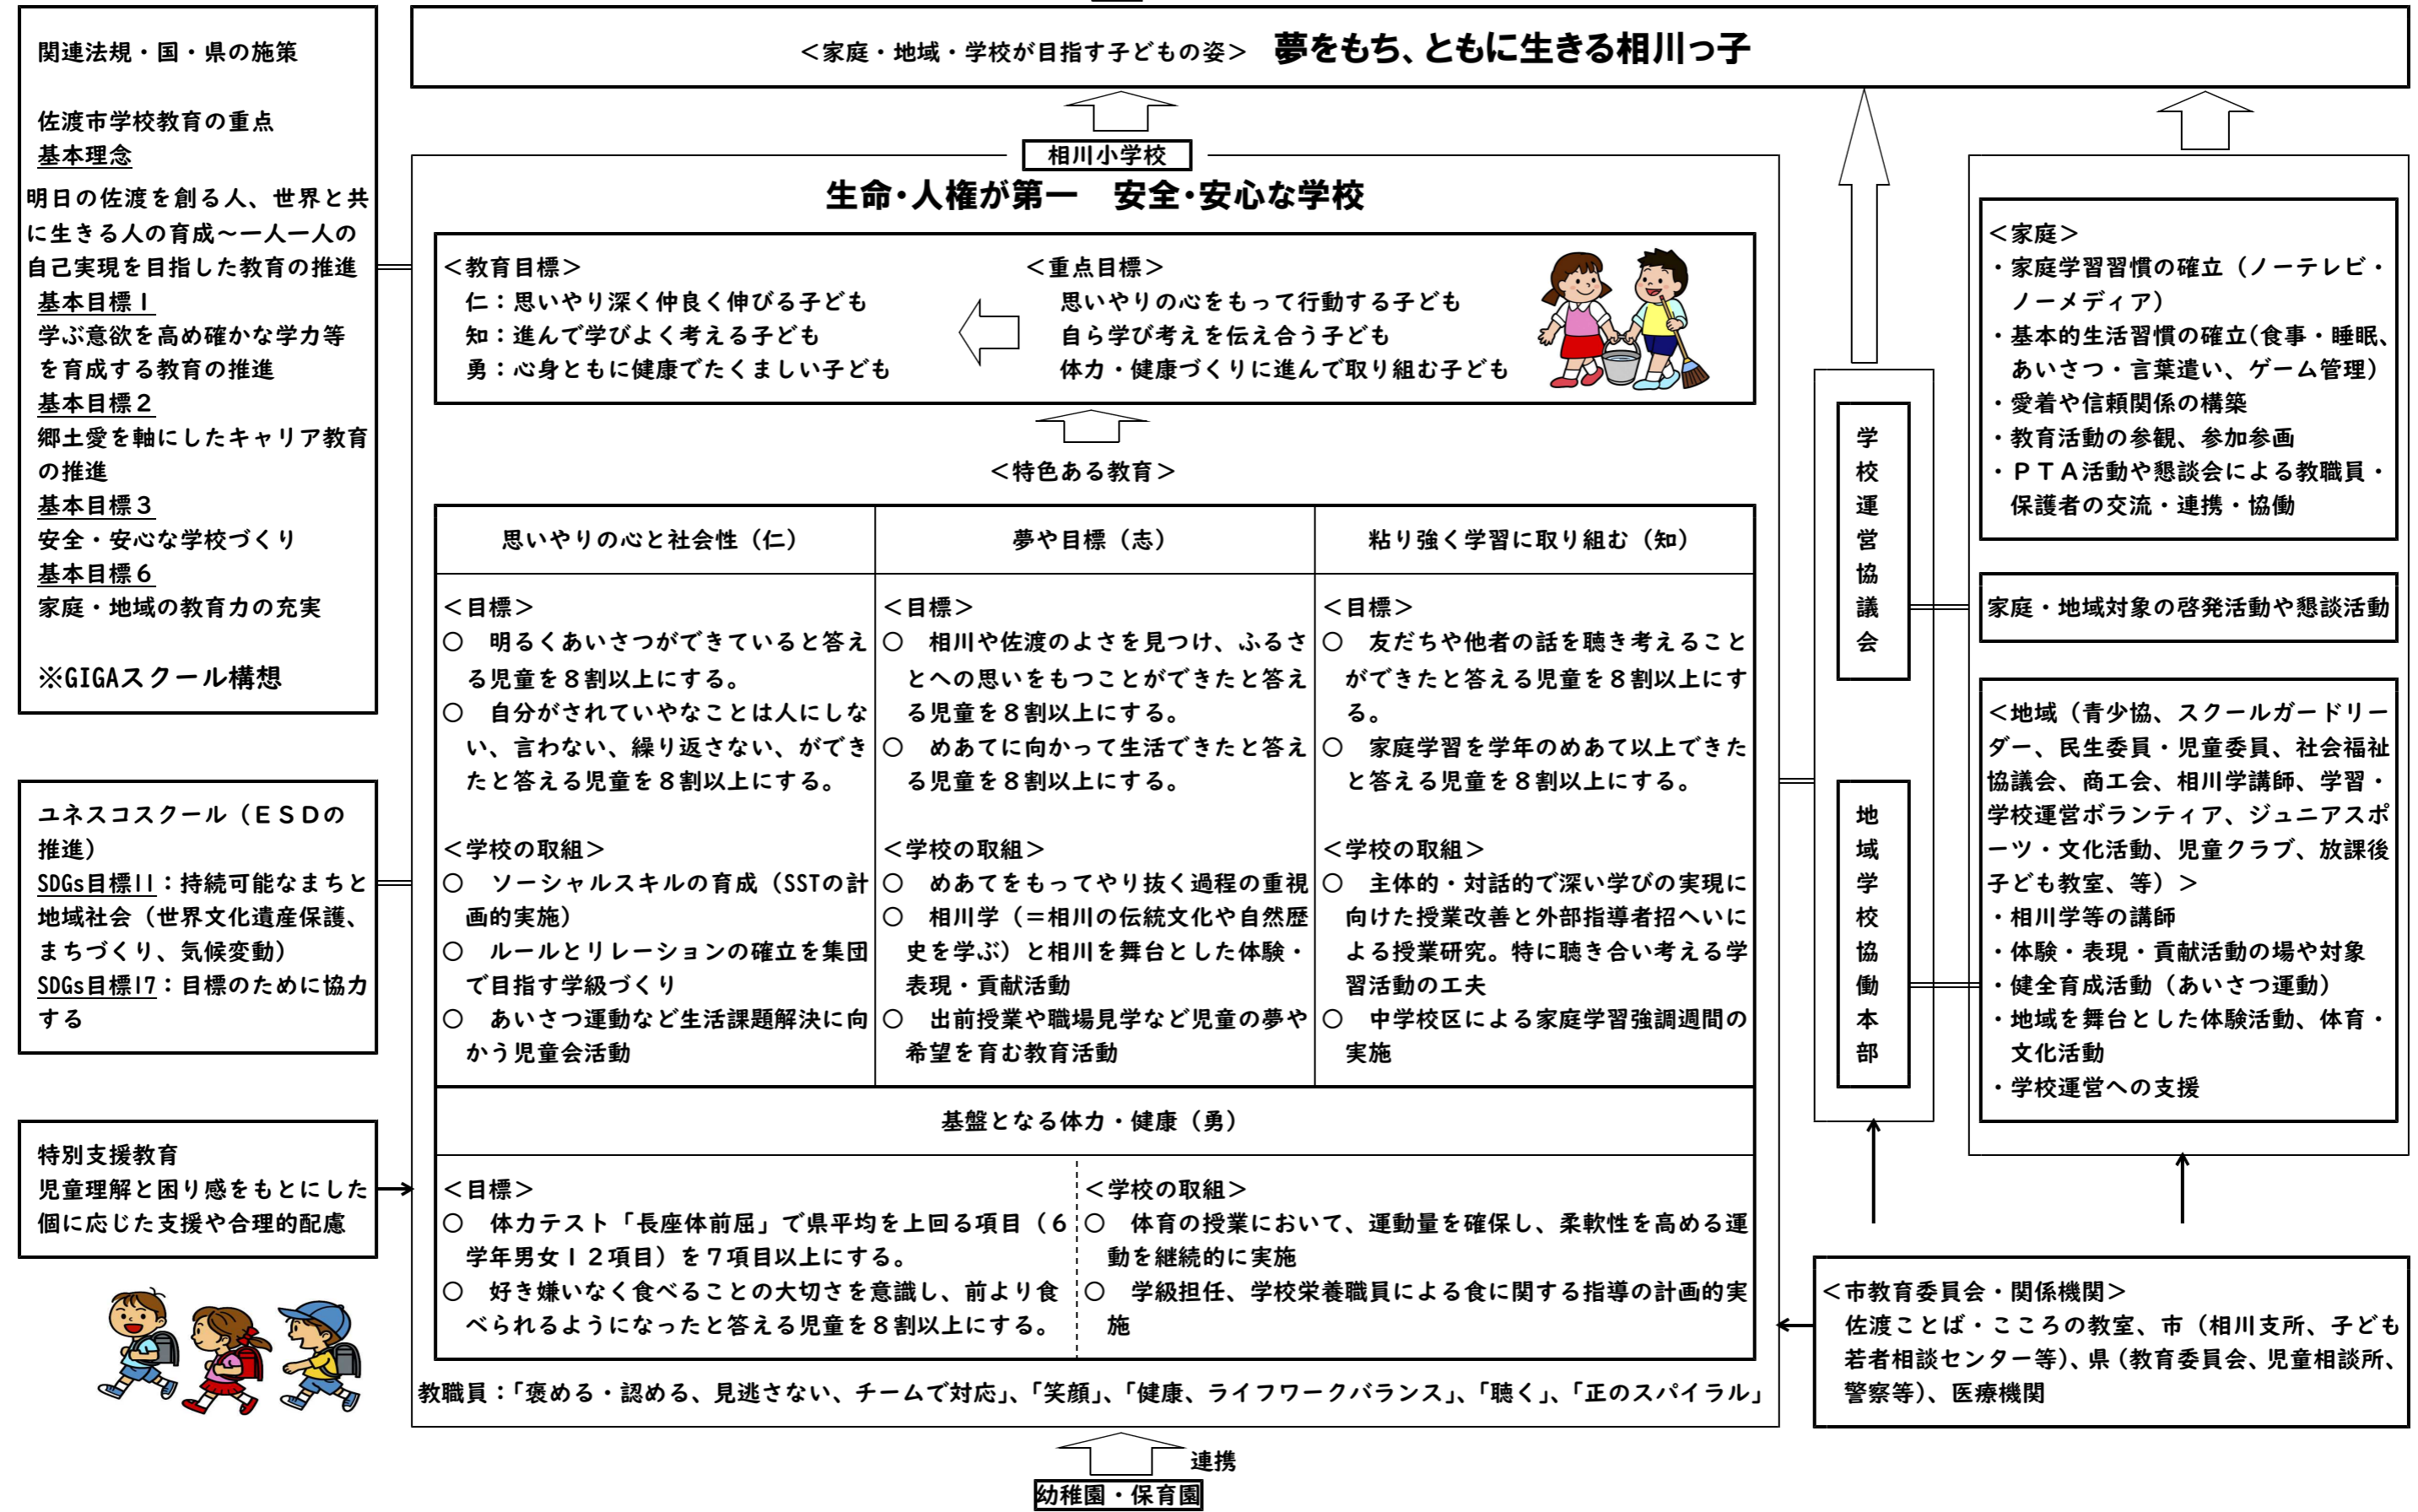 <家庭・地域・学校が目指す子どもの姿> 夢をもち、ともに生きる相川っ子
関連法規・国・県の施策
佐渡市学校教育の重点
基本理念
明日の佐渡を創る人、世界と共
に生きる人の育成～一人一人の
自己実現を目指した教育の推進
基本目標1
学ぶ意欲を高め確かな学力等
を育成する教育の推進
基本目標2
郷土愛を軸にしたキャリア教育
の推進
基本目標3
安全・安心な学校づくり
基本目標6
家庭・地域の教育力の充実
※GIGAスクール構想
ユネスコスクール（ESDの
推進）
SDGs目標11：持続可能なまちと
地域社会（世界文化遺産保護、
まちづくり、気候変動）
SDGs目標17：目標のために協力
する
特別支援教育
児童理解と困り感をもとにした
個に応じた支援や合理的配慮
相川小学校
生命・人権が第一　安全・安心な学校
<教育目標>
仁：思いやり深く仲良く伸びる子ども
知：進んで学びよく考える子ども
勇：心身ともに健康でたくましい子ども
<重点目標>
思いやりの心をもって行動する子ども
自ら学び考えを伝え合う子ども
体力・健康づくりに進んで取り組む子ども
<特色ある教育>
思いやりの心と社会性（仁）
<目標>
○　明るくあいさつができていると答え
る児童を８割以上にする。
○　自分がされていやなことは人にしな
い、言わない、繰り返さない、ができ
たと答える児童を８割以上にする。
<学校の取組>
○　ソーシャルスキルの育成（SSTの計
画的実施）
○　ルールとリレーションの確立を集団
で目指す学級づくり
○　あいさつ運動など生活課題解決に向
かう児童会活動
夢や目標（志）
<目標>
○　相川や佐渡のよさを見つけ、ふるさ
とへの思いをもつことができたと答え
る児童を８割以上にする。
○　めあてに向かって生活できたと答え
る児童を８割以上にする。
<学校の取組>
○　めあてをもってやり抜く過程の重視
○　相川学（＝相川の伝統文化や自然歴
史を学ぶ）と相川を舞台とした体験・
表現・貢献活動
○　出前授業や職場見学など児童の夢や
希望を育む教育活動
粘り強く学習に取り組む（知）
<目標>
○　友だちや他者の話を聴き考えること
ができたと答える児童を８割以上にす
る。
○　家庭学習を学年のめあて以上できた
と答える児童を８割以上にする。
<学校の取組>
○　主体的・対話的で深い学びの実現に
向けた授業改善と外部指導者招へいに
よる授業研究。特に聴き合い考える学
習活動の工夫
○　中学校区による家庭学習強調週間の
実施
基盤となる体力・健康（勇）
<目標>
○　体力テスト「長座体前屈」で県平均を上回る項目（６
学年男女１２項目）を７項目以上にする。
○　好き嫌いなく食べることの大切さを意識し、前より食
べられるようになったと答える児童を８割以上にする。
<学校の取組>
○　体育の授業において、運動量を確保し、柔軟性を高める運
動を継続的に実施
○　学級担任、学校栄養職員による食に関する指導の計画的実
施
教職員：「褒める・認める、見逃さない、チームで対応」、「笑顔」、「健康、ライフワークバランス」、「聴く」、「正のスパイラル」
連携
幼稚園・保育園
学校運営協議会
地域学校協働本部
<家庭>
・家庭学習習慣の確立（ノーテレビ・
ノーメディア）
・基本的生活習慣の確立(食事・睡眠、
あいさつ・言葉遣い、ゲーム管理）
・愛着や信頼関係の構築
・教育活動の参観、参加参画
・ＰＴＡ活動や懇談会による教職員・
保護者の交流・連携・協働
家庭・地域対象の啓発活動や懇談活動
<地域（青少協、スクールガードリー
ダー、民生委員・児童委員、社会福祉
協議会、商工会、相川学講師、学習・
学校運営ボランティア、ジュニアスポ
ーツ・文化活動、児童クラブ、放課後
子ども教室、等）>
・相川学等の講師
・体験・表現・貢献活動の場や対象
・健全育成活動（あいさつ運動）
・地域を舞台とした体験活動、体育・
文化活動
・学校運営への支援
<市教育委員会・関係機関>
佐渡ことば・こころの教室、市（相川支所、子ども
若者相談センター等）、県（教育委員会、児童相談所、
警察等）、医療機関